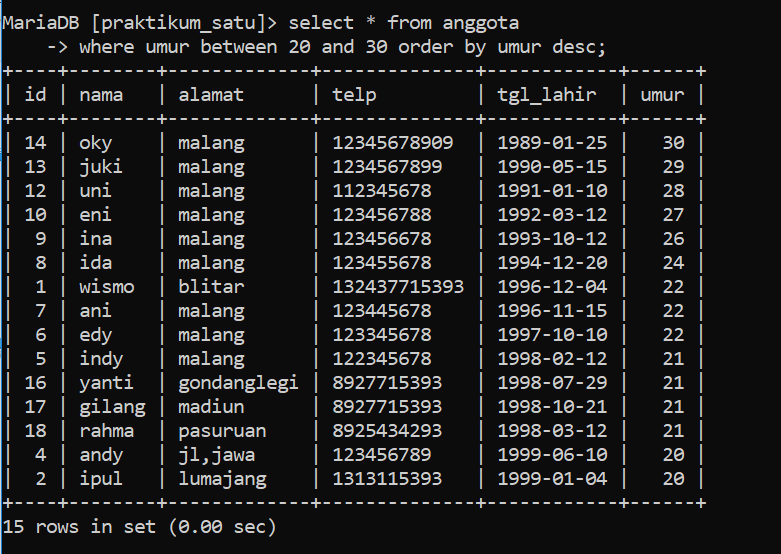 MariaDB [praktikum_satu]> select * from anggota
    -> where umur between 20 and 30 order by umur desc;
+----+--------+-------------+--------------+------------+------+
| id | nama   | alamat      | telp         | tgl_lahir  | umur |
+----+--------+-------------+--------------+------------+------+
| 14 | oky    | malang      | 12345678909  | 1989-01-25 |   30 |
| 13 | juki   | malang      | 1234567899   | 1990-05-15 |   29 |
| 12 | uni    | malang      | 112345678    | 1991-01-10 |   28 |
| 10 | eni    | malang      | 123456788    | 1992-03-12 |   27 |
|  9 | ina    | malang      | 123456678    | 1993-10-12 |   26 |
|  8 | ida    | malang      | 123455678    | 1994-12-20 |   24 |
|  1 | wismo  | blitar      | 132437715393 | 1996-12-04 |   22 |
|  7 | ani    | malang      | 123445678    | 1996-11-15 |   22 |
|  6 | edy    | malang      | 123345678    | 1997-10-10 |   22 |
|  5 | indy   | malang      | 122345678    | 1998-02-12 |   21 |
| 16 | yanti  | gondanglegi | 8927715393   | 1998-07-29 |   21 |
| 17 | gilang | madiun      | 8927715393   | 1998-10-21 |   21 |
| 18 | rahma  | pasuruan    | 8925434293   | 1998-03-12 |   21 |
|  4 | andy   | jl,jawa     | 123456789    | 1999-06-10 |   20 |
|  2 | ipul   | lumajang    | 1313115393   | 1999-01-04 |   20 |
+----+--------+-------------+--------------+------------+------+
15 rows in set (0.00 sec)